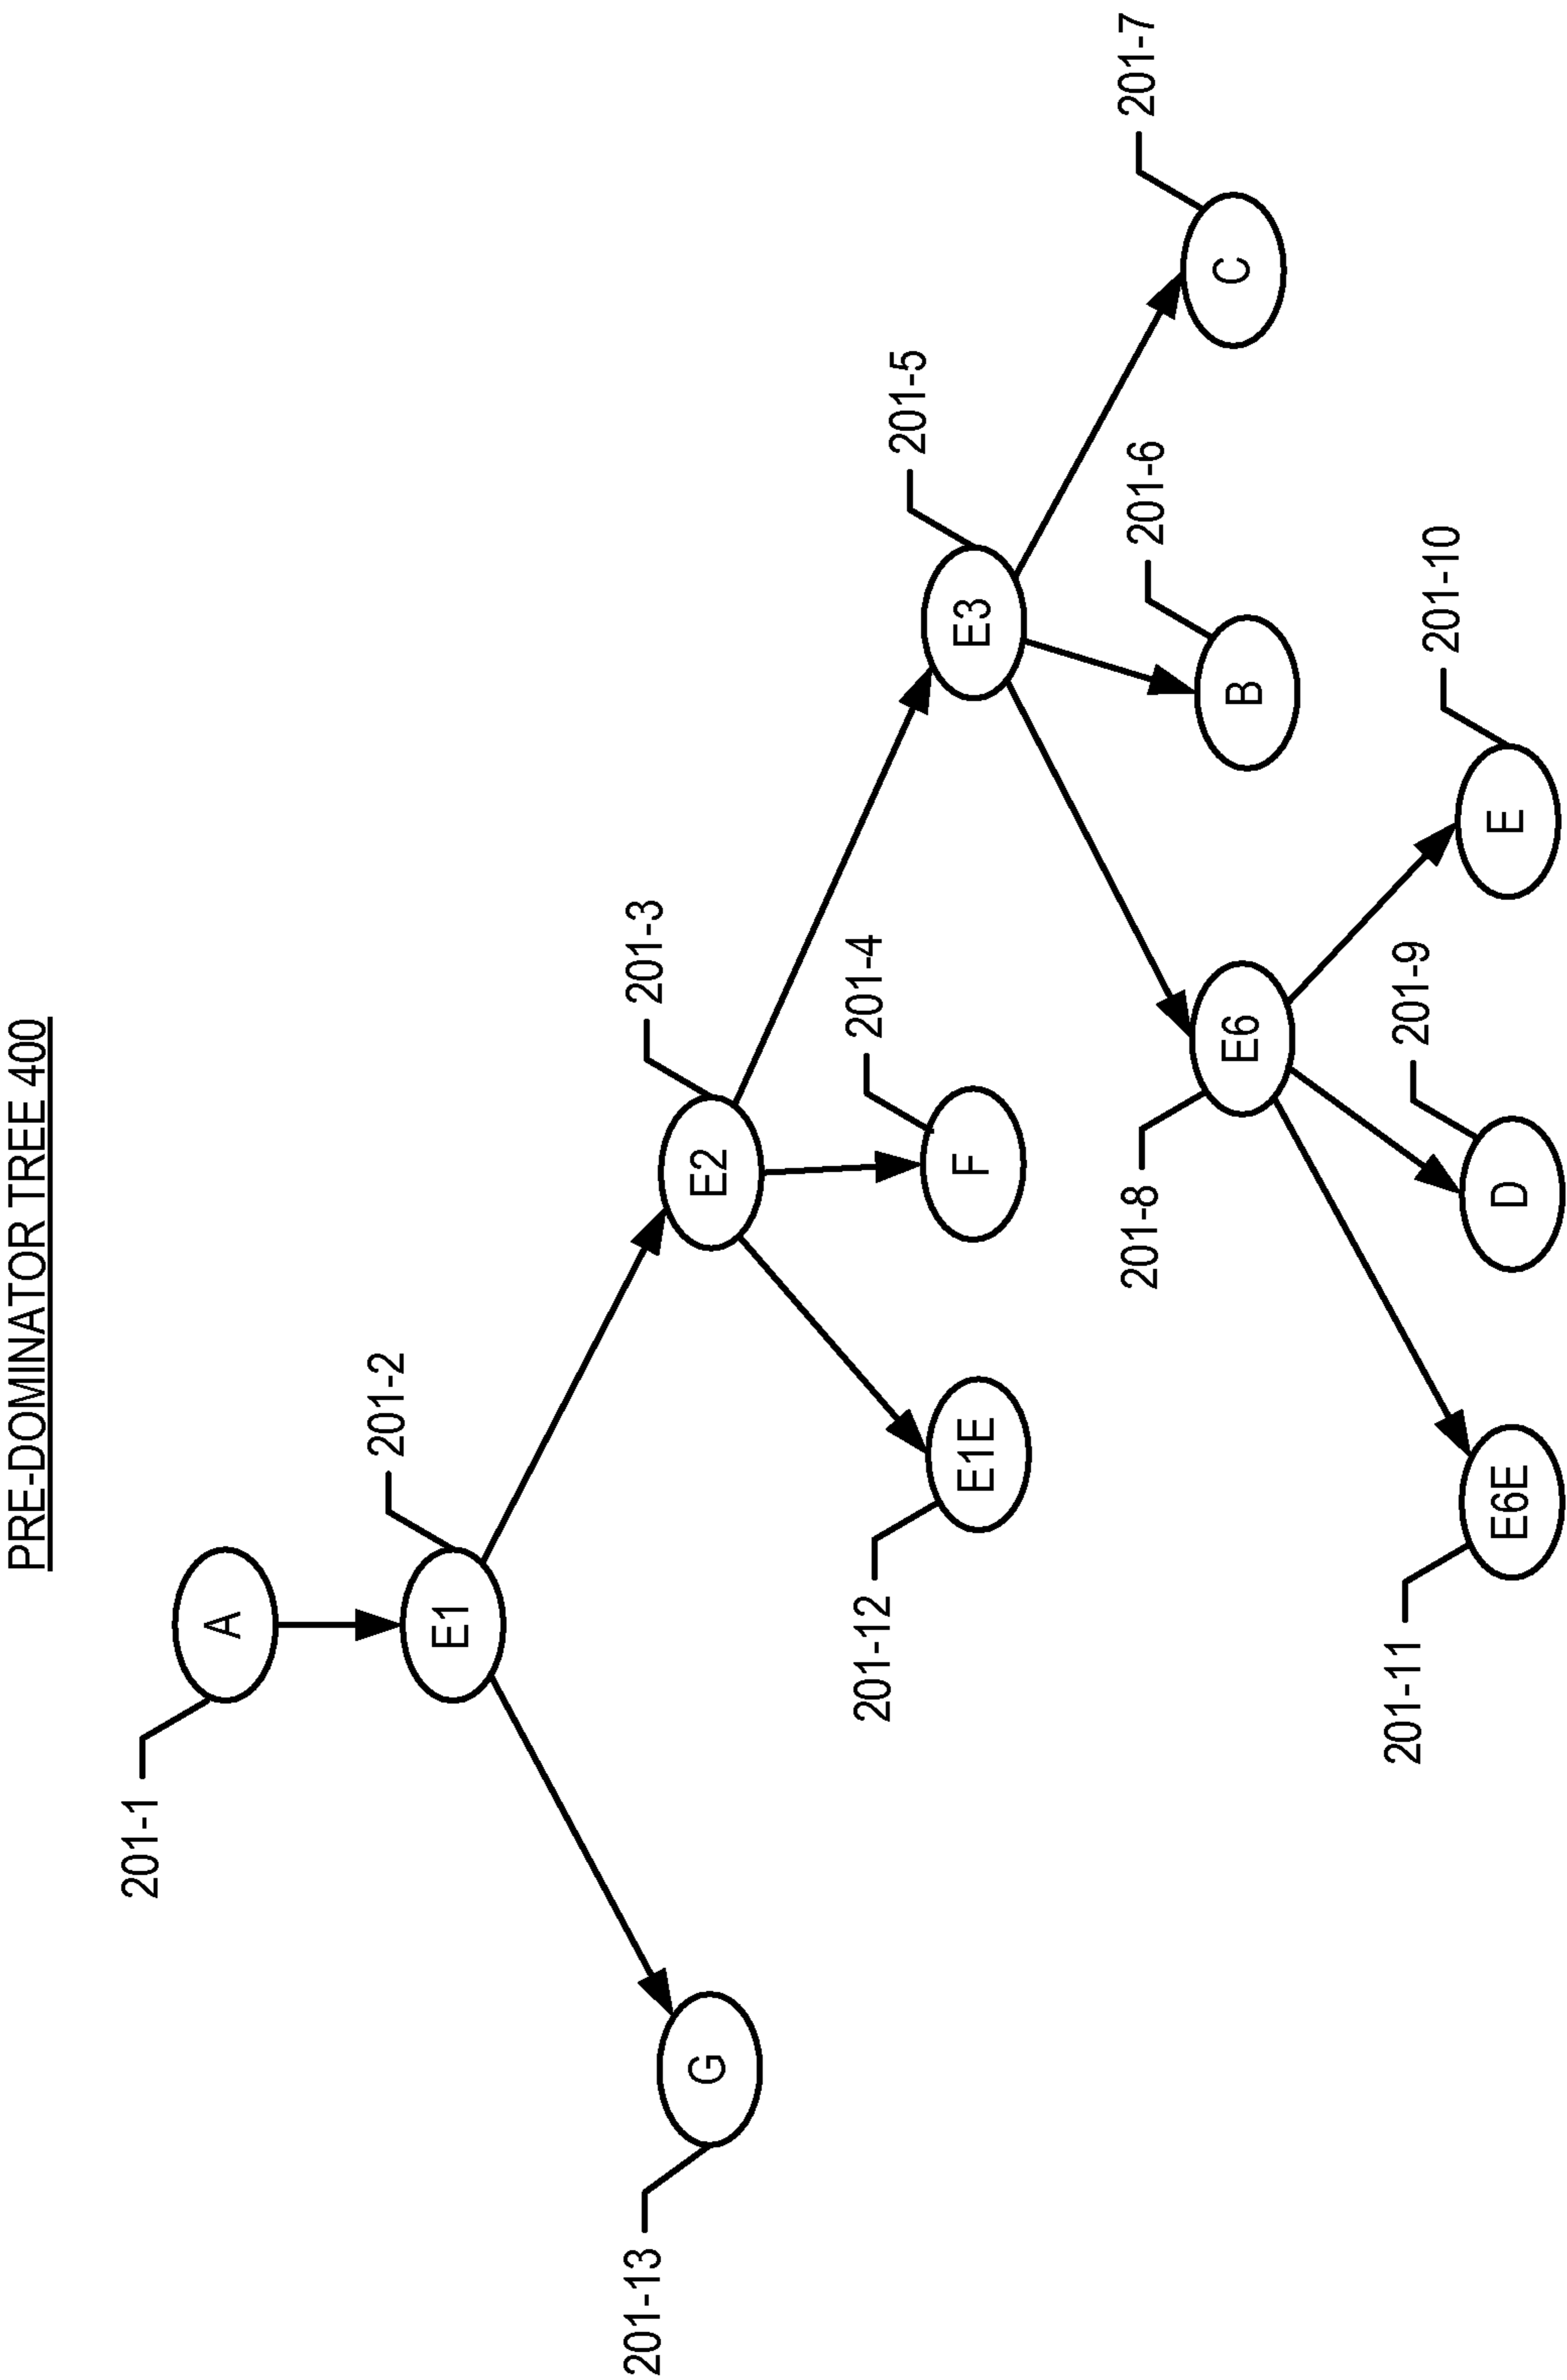 PRE-DOMINATOR TREE 400
201-1
A
201-2
E1
201-13
G
201-3
E2
201-12
E1E
201-4
F
201-5
E3
201-8
E6
201-6
B
201-7
C
201-11
E6E
201-9
D
201-10
E